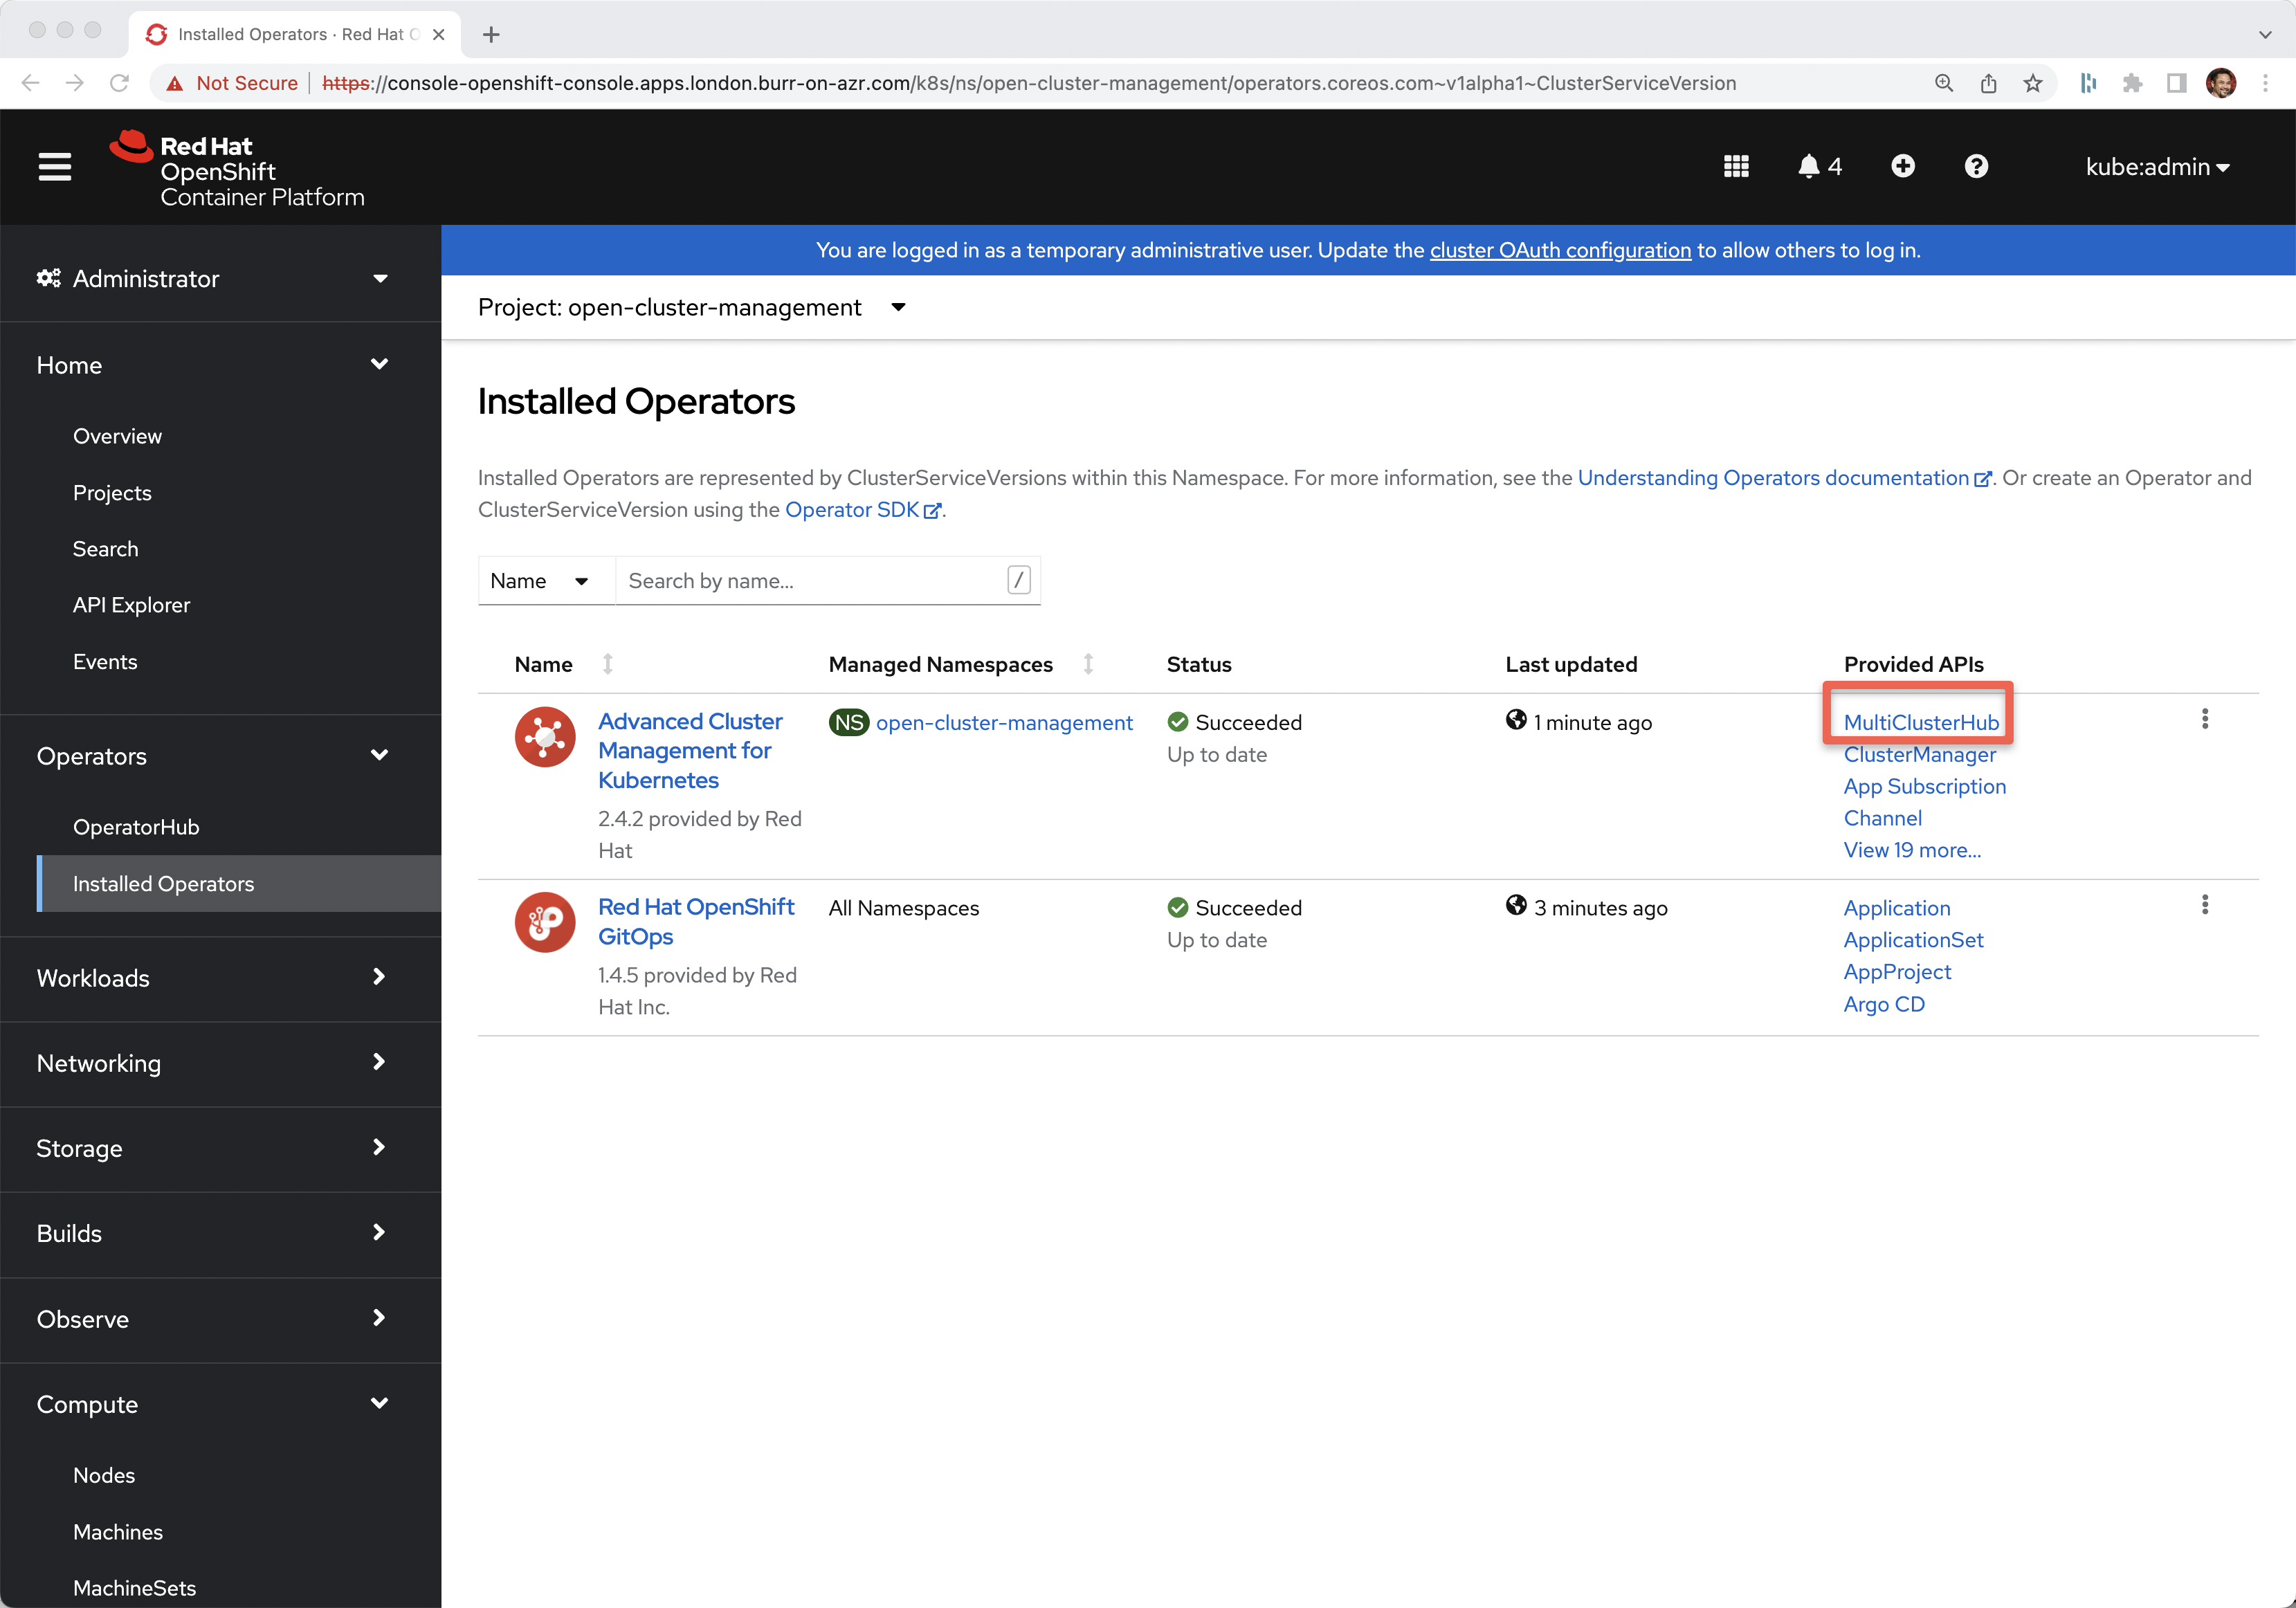 Installed Operators · Red Hat O
Not Secure
https://console-openshift-console.apps.london.burr-on-azr.com/k8s/ns/open-cluster-management/operators.coreos.com~v1alpha1~ClusterServiceVersion
Red Hat
OpenShift
Container Platform
4
kube:admin
Administrator
Home
Overview
Projects
Search
API Explorer
Events
Operators
OperatorHub
Installed Operators
Workloads
Networking
Storage
Builds
Observe
Compute
Nodes
Machines
MachineSets
You are logged in as a temporary administrative user. Update the cluster OAuth configuration to allow others to log in.
Project: open-cluster-management
Installed Operators
Installed Operators are represented by ClusterServiceVersions within this Namespace. For more information, see the Understanding Operators documentation. Or create an Operator and
ClusterServiceVersion using the Operator SDK.
Name Search by name... /
Name Managed Namespaces Status Last updated Provided APIs
Advanced Cluster
Management for
Kubernetes
2.4.2 provided by Red
Hat
NS open-cluster-management
Succeeded
Up to date
1 minute ago
MultiClusterHub
ClusterManager
App Subscription
Channel
View 19 more...
Red Hat OpenShift
GitOps
1.4.5 provided by Red
Hat Inc.
All Namespaces
Succeeded
Up to date
3 minutes ago
Application
ApplicationSet
AppProject
Argo CD